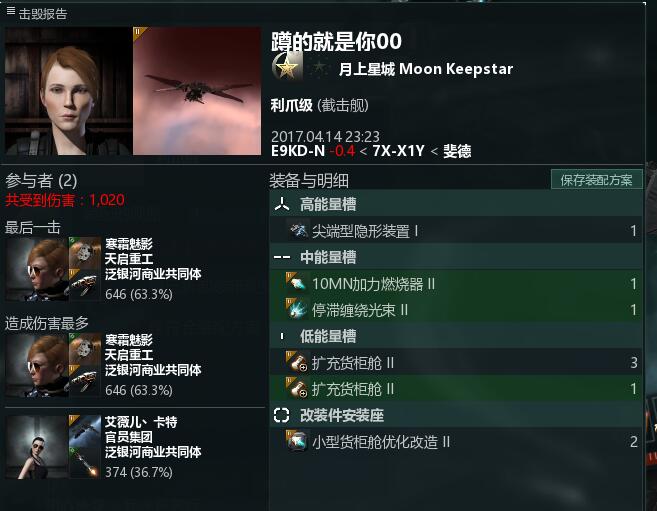 击毁报告
蹲的就是你00
月上星城 Moon Keepstar
利爪级 (截击舰)
2017.04.14 23:23
E9KD-N -0.4 < 7X-X1Y < 斐德
参与者 (2)
共受到伤害：1,020
最后一击
寒霜魅影
天启重工
泛银河商业共同体
646 (63.3%)
造成伤害最多
寒霜魅影
天启重工
泛银河商业共同体
646 (63.3%)
艾薇儿、卡特
官员集团
泛银河商业共同体
374 (36.7%)
装备与明细
保存装配方案
高能量槽
尖端型隐形装置 I 1
中能量槽
10MN加力燃烧器 II 1
停滞缠绕光束 II 1
低能量槽
扩充货柜舱 II 3
扩充货柜舱 II 1
改装件安装座
小型货柜舱优化改造 II 2